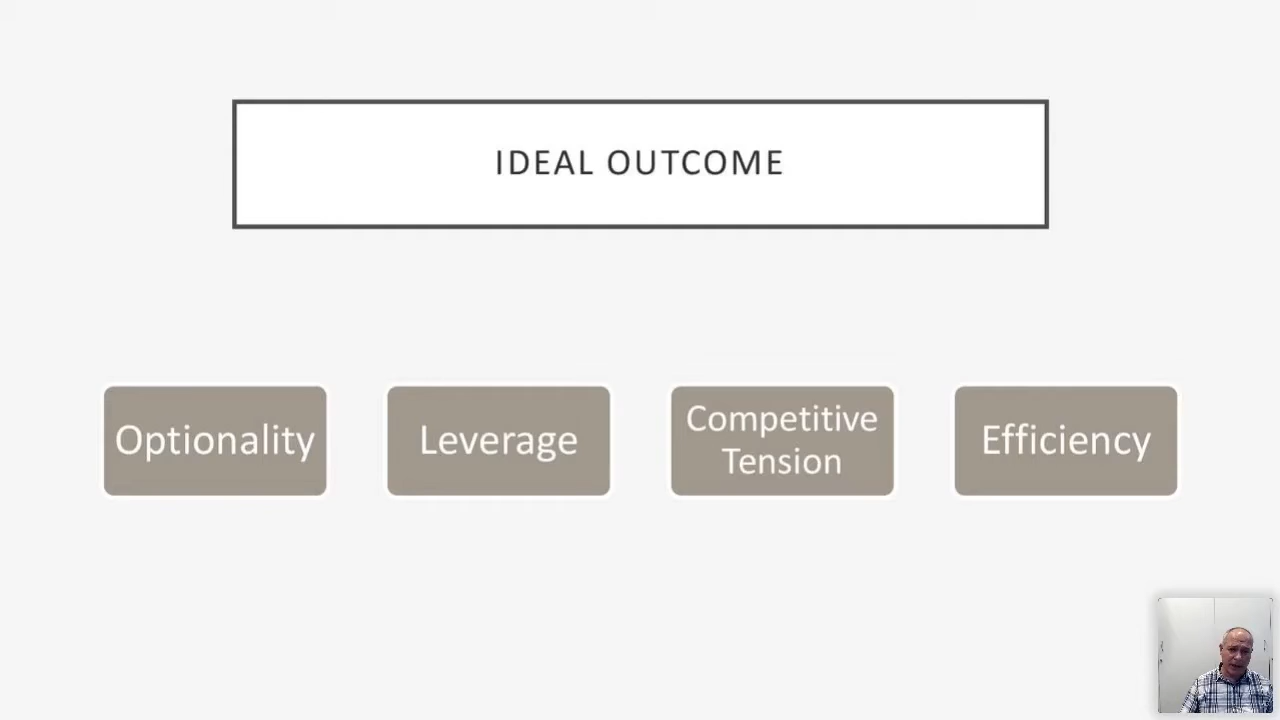 IDEAL OUTCOME
Optionality
Leverage
Competitive
Tension
Efficiency